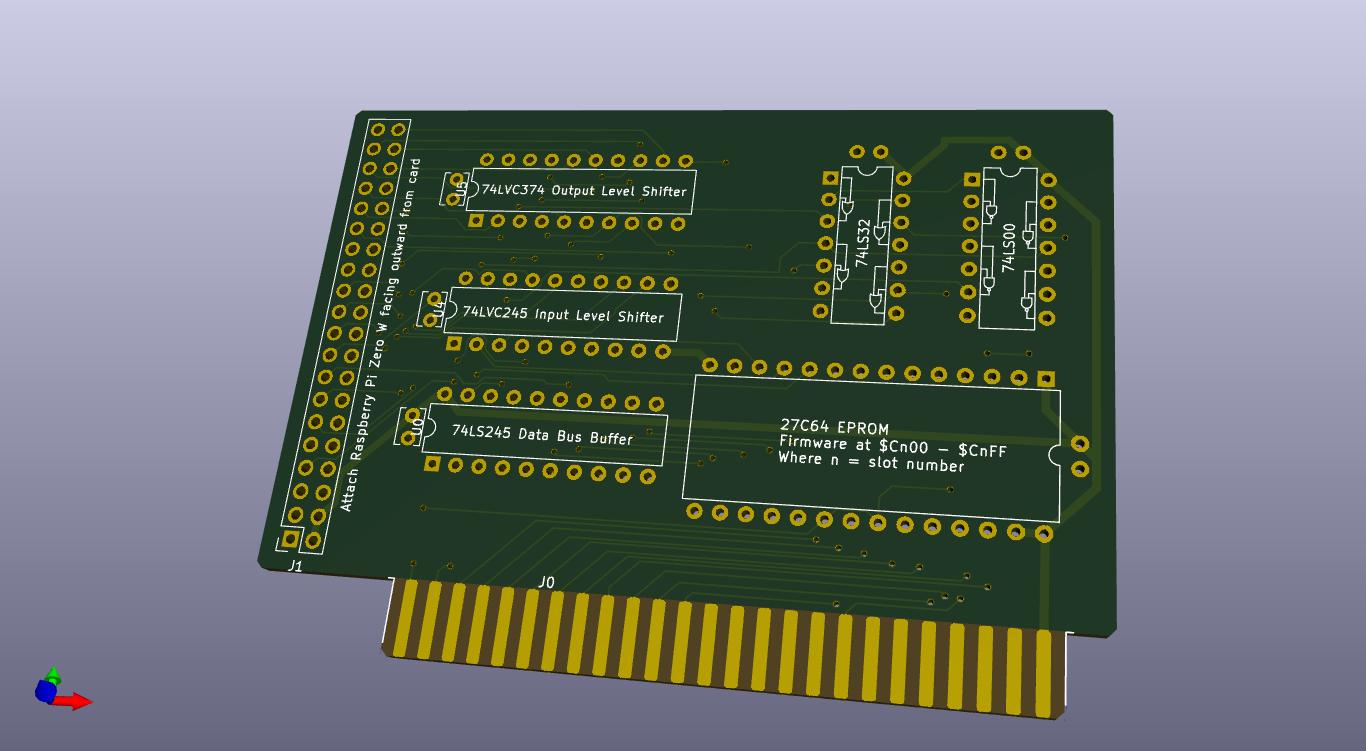 Attach Raspberry Pi Zero W facing outward from card
U5
74LVC374 Output Level Shifter
74LS32
74LS00
U4
74LVC245 Input Level Shifter
74LS245 Data Bus Buffer
27C64 EPROM
Firmware at $Cn00 – $CnFF
Where n = slot number
J1
J0